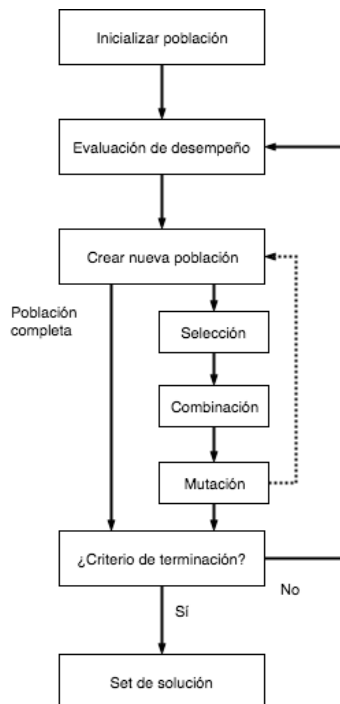 Inicializar población
Evaluación de desempeño
Crear nueva población
Población
completa
Selección
Combinación
Mutación
¿Criterio de terminación?
No
Sí
Set de solución